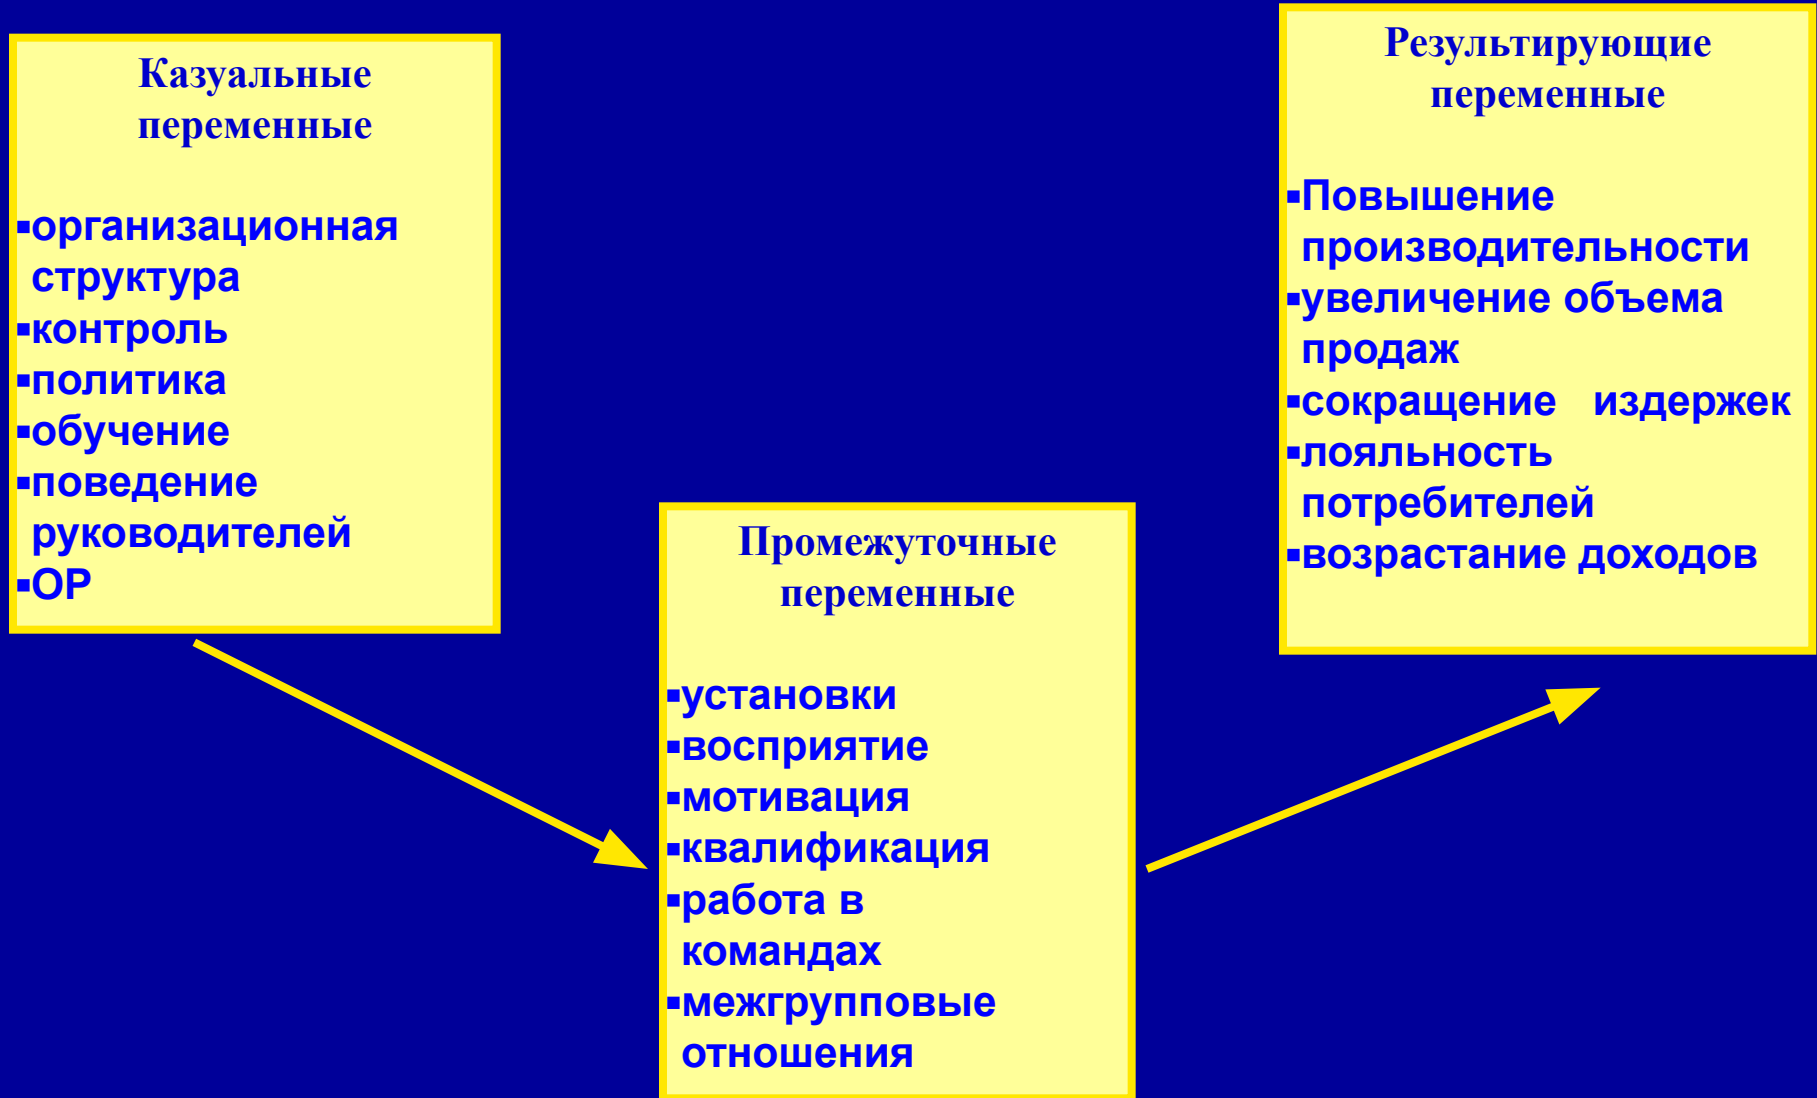 Казуальные
переменные
▪организационная
структура
▪контроль
▪политика
▪обучение
▪поведение
руководителей
▪ОР
Промежуточные
переменные
▪установки
▪восприятие
▪мотивация
▪квалификация
▪работа в
командах
▪межгрупповые
отношения
Результирующие
переменные
▪Повышение
производительности
▪увеличение объема
продаж
▪сокращение издержек
▪лояльность
потребителей
▪возрастание доходов